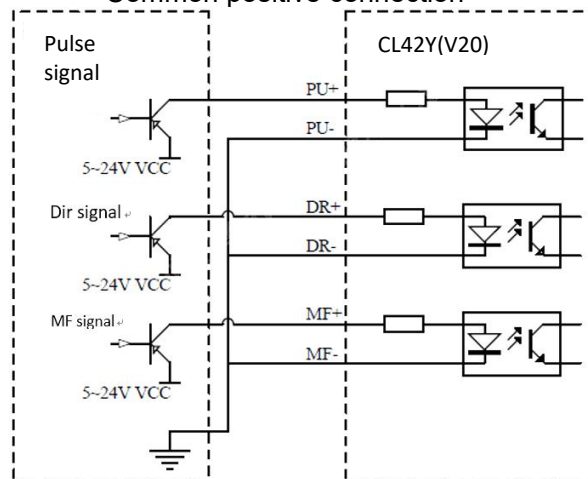 Common positive connection
Pulse
signal
CL42Y(V20)
PU+
PU-
5~24V VCC
Dir signal
DR+
DR-
5~24V VCC
MF signal
MF+
MF-
5~24V VCC